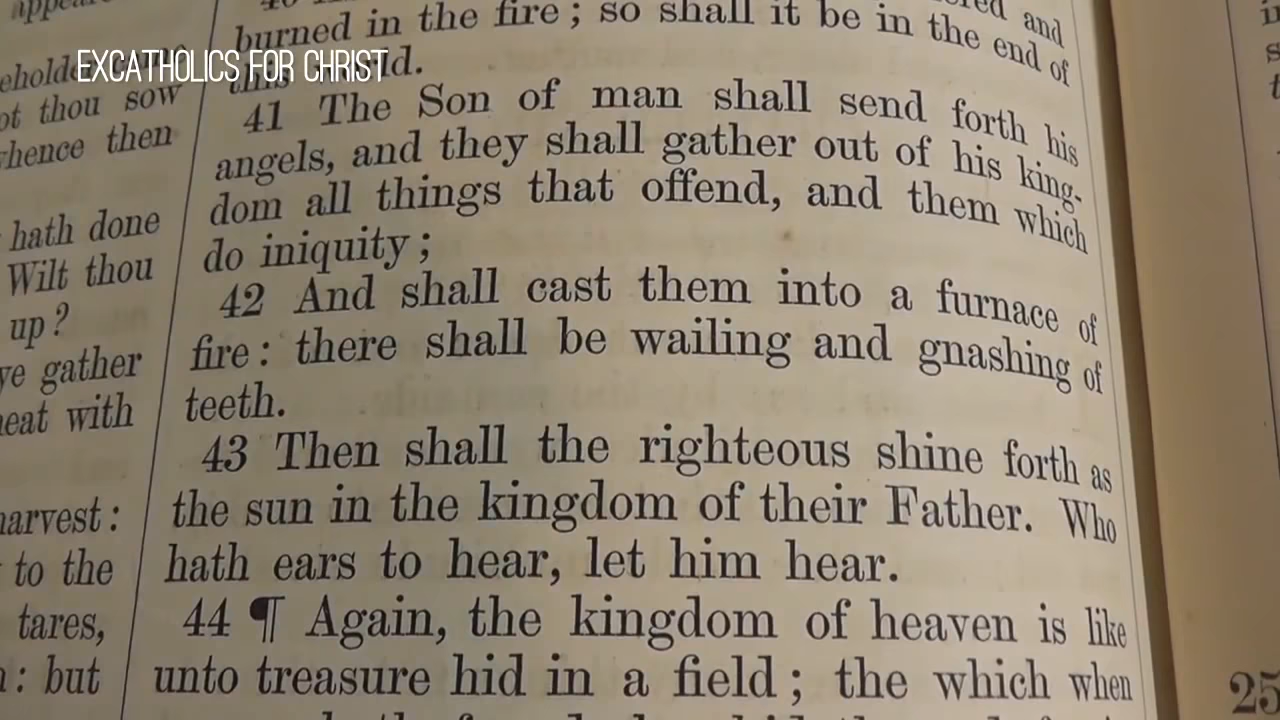 EXCATHOLICS FOR CHRIST
hot thou sow
whence then
hath done
Wilt thou
up?
ye gather
heat with
harvest:
to the
tares,
: but
burned in the fire; so shall it be in the end of
this world.
41 The Son of man shall send forth his
angels, and they shall gather out of his king-
dom all things that offend, and them which
do iniquity;
42 And shall cast them into a furnace of
fire: there shall be wailing and gnashing of
teeth.
43 Then shall the righteous shine forth as
the sun in the kingdom of their Father. Who
hath ears to hear, let him hear.
44 ¶ Again, the kingdom of heaven is like
unto treasure hid in a field; the which when
25